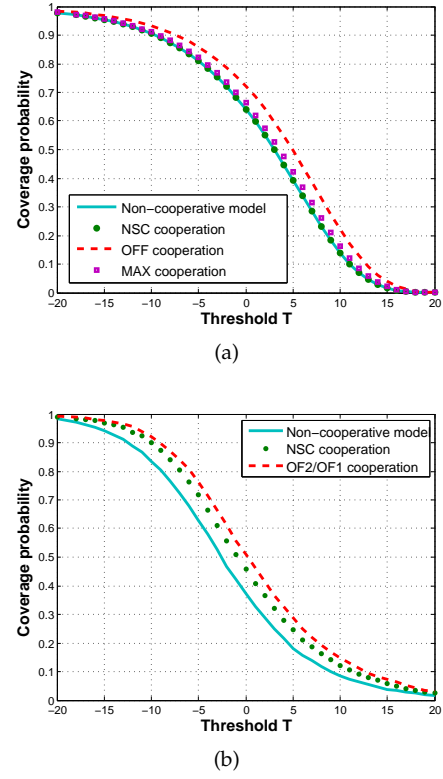 1
0.9
0.8
0.7
0.6
0.5
0.4
0.3
0.2
0.1
0
Coverage probability
Non−cooperative model
NSC cooperation
OFF cooperation
MAX cooperation
−20 −15 −10 −5 0 5 10 15 20
Threshold T
(a)
1
0.9
0.8
0.7
0.6
0.5
0.4
0.3
0.2
0.1
0
Coverage probability
Non−cooperative model
NSC cooperation
OF2/OF1 cooperation
−20 −15 −10 −5 0 5 10 15 20
Threshold T
(b)